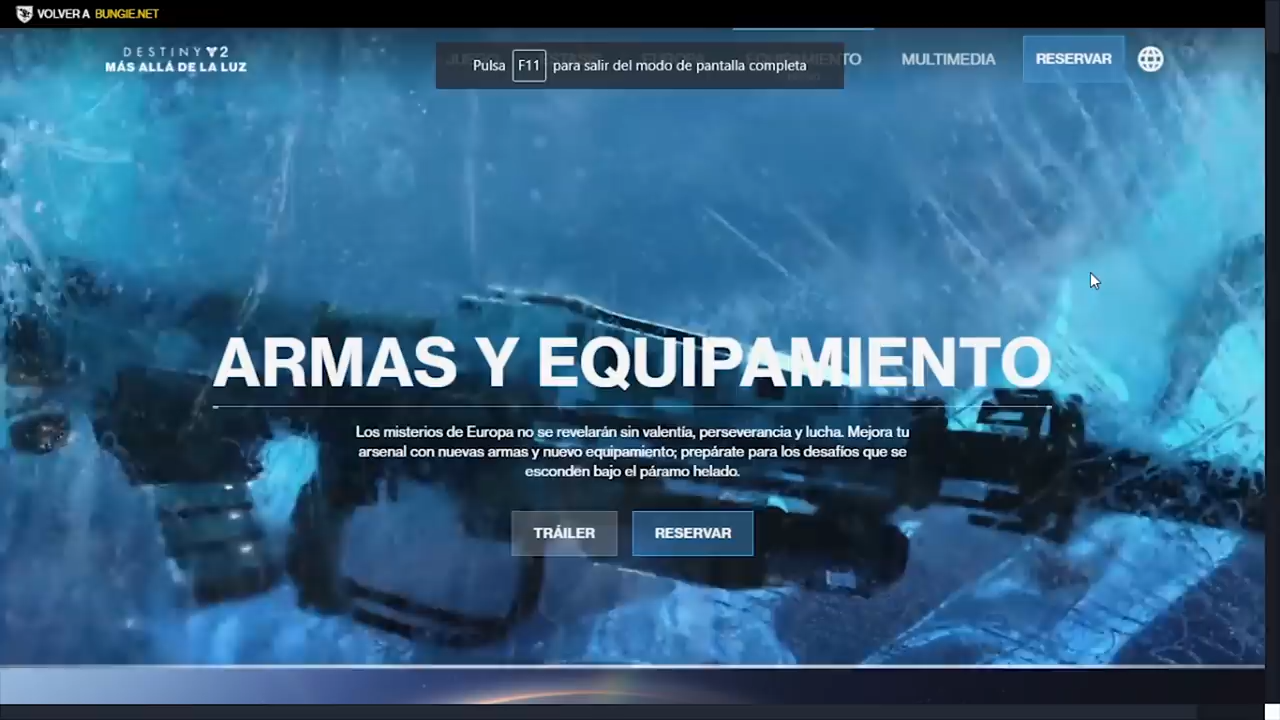 VOLVER A BUNGIE.NET
DESTINY 2
MÁS ALLÁ DE LA LUZ
Pulsa F11 para salir del modo de pantalla completa
MULTIMEDIA
RESERVAR
ARMAS Y EQUIPAMIENTO
Los misterios de Europa no se revelarán sin valentía, perseverancia y lucha. Mejora tu
arsenal con nuevas armas y nuevo equipamiento; prepárate para los desafíos que se
esconden bajo el páramo helado.
TRÁILER
RESERVAR